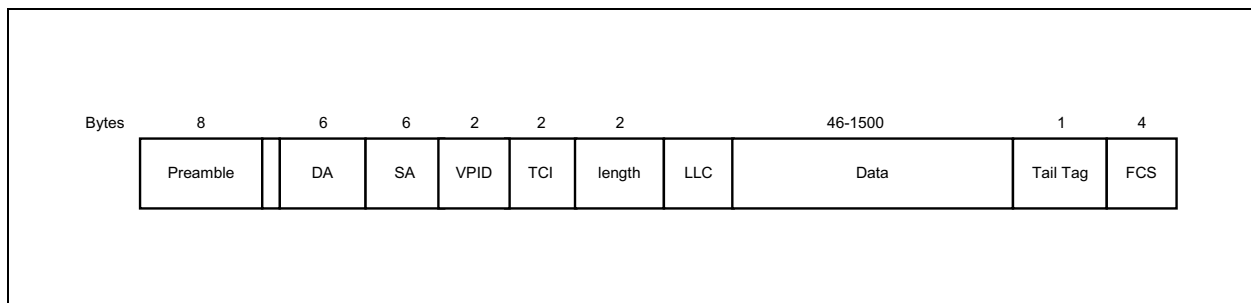 Bytes 8 6 6 2 2 2 46-1500 1 4
Preamble DA SA VPID TCI length LLC Data Tail Tag FCS